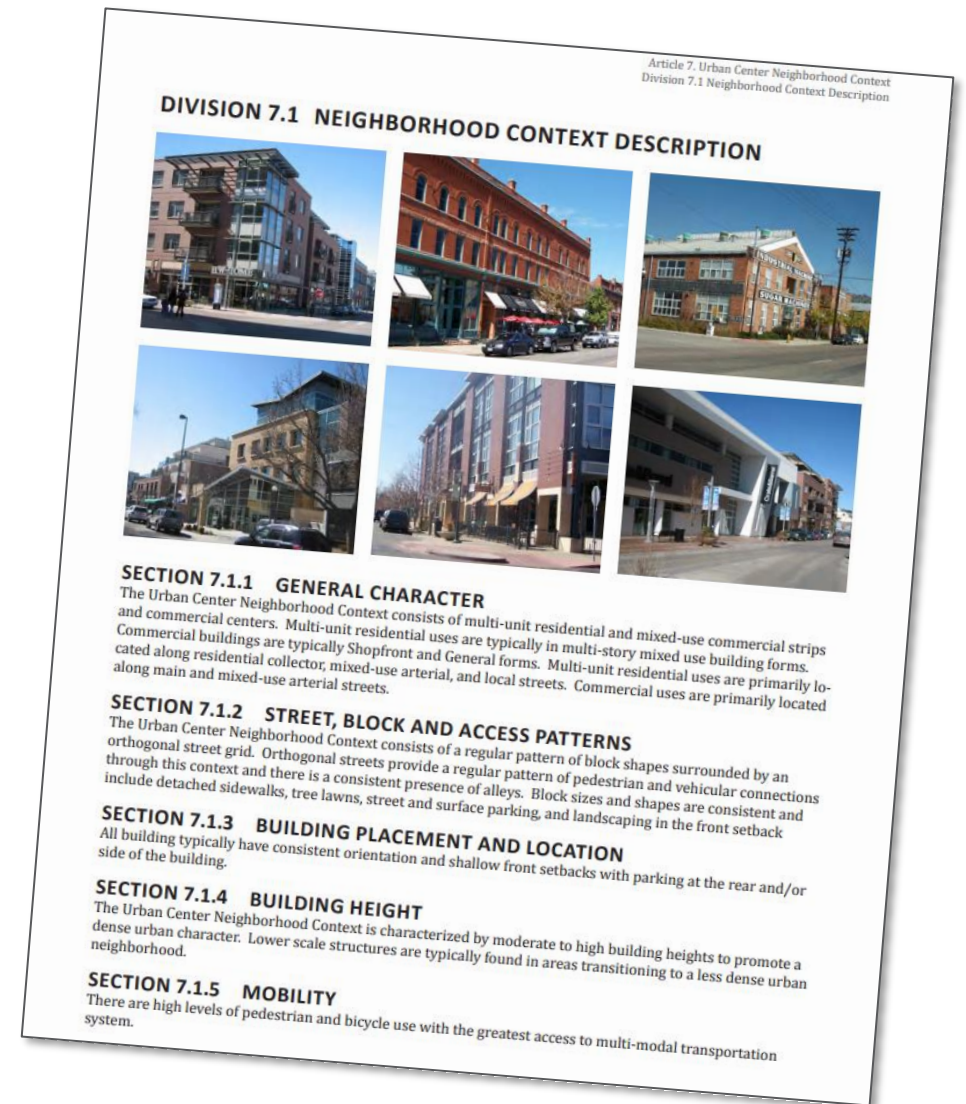 Article 7. Urban Center Neighborhood Context
Division 7.1 Neighborhood Context Description
DIVISION 7.1 NEIGHBORHOOD CONTEXT DESCRIPTION
INDUSTRIAL
SUGAR
SECTION 7.1.1 GENERAL CHARACTER
The Urban Center Neighborhood Context consists of multi-unit residential and mixed-use commercial strips
and commercial centers. Multi-unit residential uses are typically in multi-story mixed use building forms.
Commercial buildings are typically Shopfront and General forms. Multi-unit residential uses are primarily lo-
cated along residential collector, mixed-use arterial, and local streets. Commercial uses are primarily located
along main and mixed-use arterial streets.
SECTION 7.1.2 STREET, BLOCK AND ACCESS PATTERNS
The Urban Center Neighborhood Context consists of a regular pattern of block shapes surrounded by an
orthogonal street grid. Orthogonal streets provide a regular pattern of pedestrian and vehicular connections
through this context and there is a consistent presence of alleys. Block sizes and shapes are consistent and
include detached sidewalks, tree lawns, street and surface parking, and landscaping in the front setback
SECTION 7.1.3 BUILDING PLACEMENT AND LOCATION
All building typically have consistent orientation and shallow front setbacks with parking at the rear and/or
side of the building.
SECTION 7.1.4 BUILDING HEIGHT
The Urban Center Neighborhood Context is characterized by moderate to high building heights to promote a
dense urban character. Lower scale structures are typically found in areas transitioning to a less dense urban
neighborhood.
SECTION 7.1.5 MOBILITY
There are high levels of pedestrian and bicycle use with the greatest access to multi-modal transportation
system.